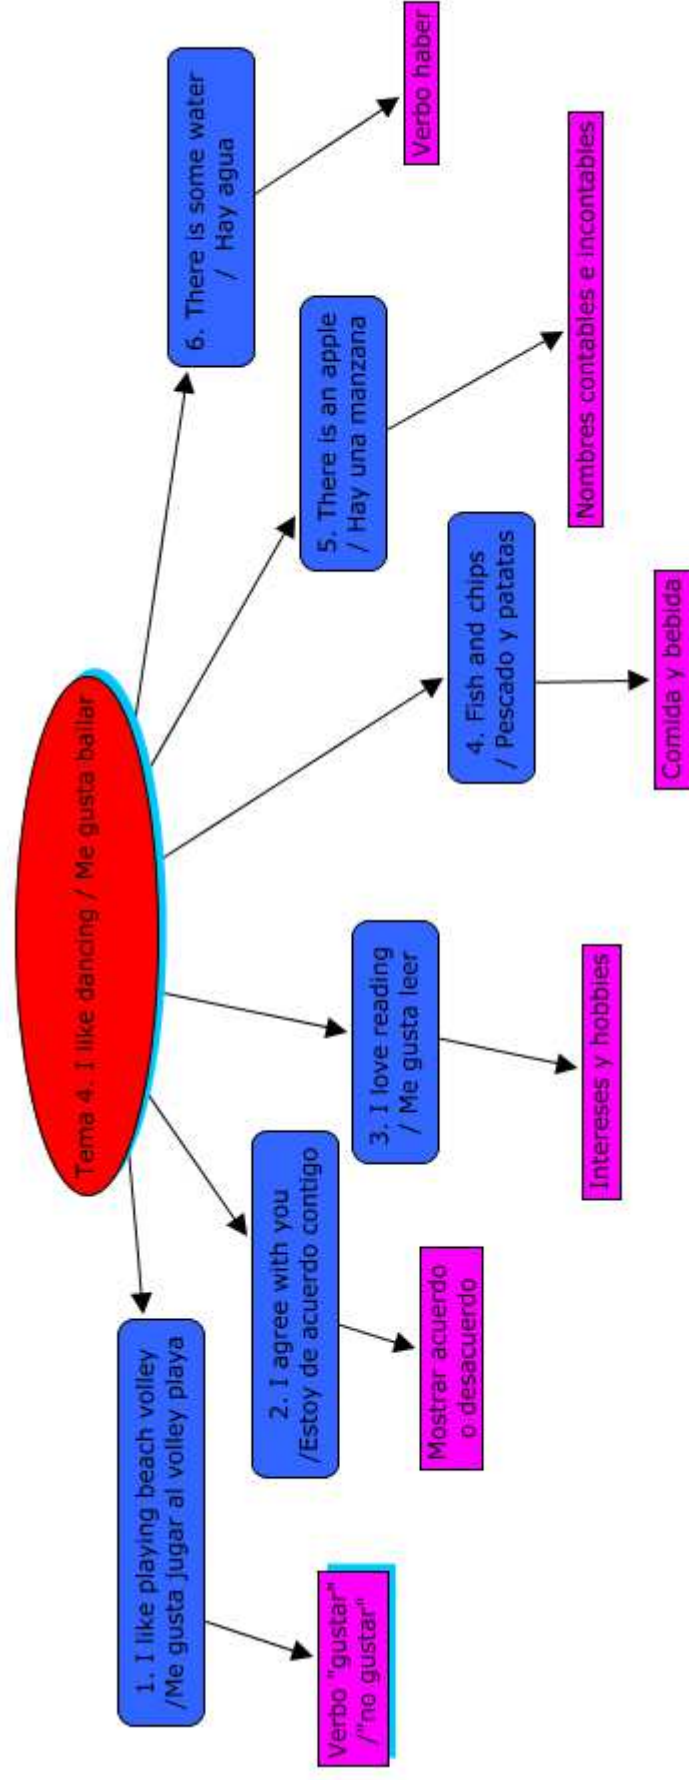 Tema 4. I like dancing / Me gusta bailar
1. I like playing beach volley
/Me gusta jugar al volley playa
Verbo "gustar"
/"no gustar"
2. I agree with you
/Estoy de acuerdo contigo
Mostrar acuerdo
o desacuerdo
3. I love reading
/ Me gusta leer
Intereses y hobbies
4. Fish and chips
/ Pescado y patatas
Comida y bebida
5. There is an apple
/ Hay una manzana
Nombres contables e incontables
6. There is some water
/ Hay agua
Verbo haber